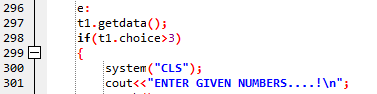 296 e:
297 t1.getdata();
298 if(t1.choice>3)
299 {
300 system("CLS");
301 cout<<"ENTER GIVEN NUMBERS....!\n";